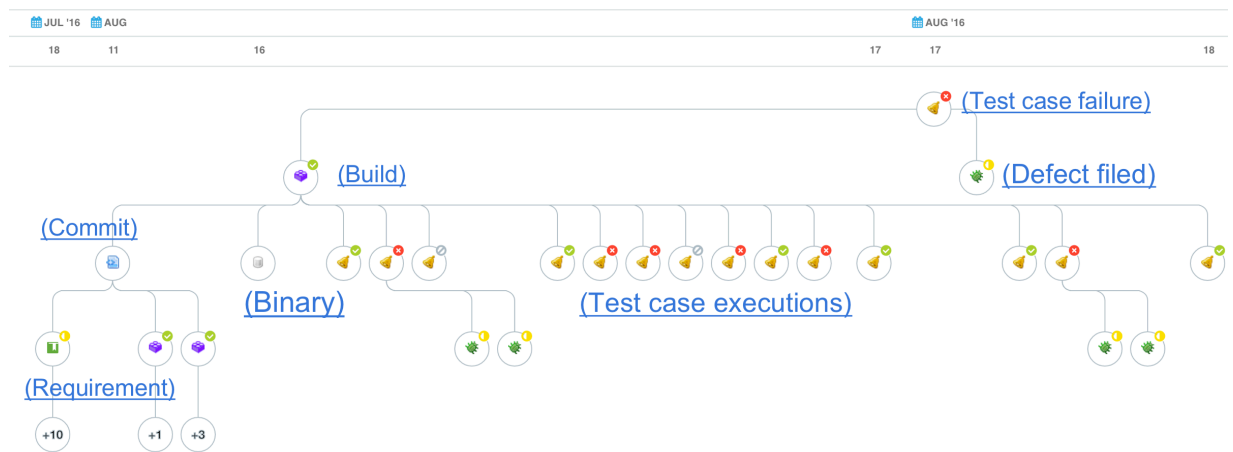 JUL '16 AUG AUG '16
18 11 16 17 17 18
(Test case failure)
(Build) (Defect filed)
(Commit)
(Binary) (Test case executions)
(Requirement)
+10 +1 +3